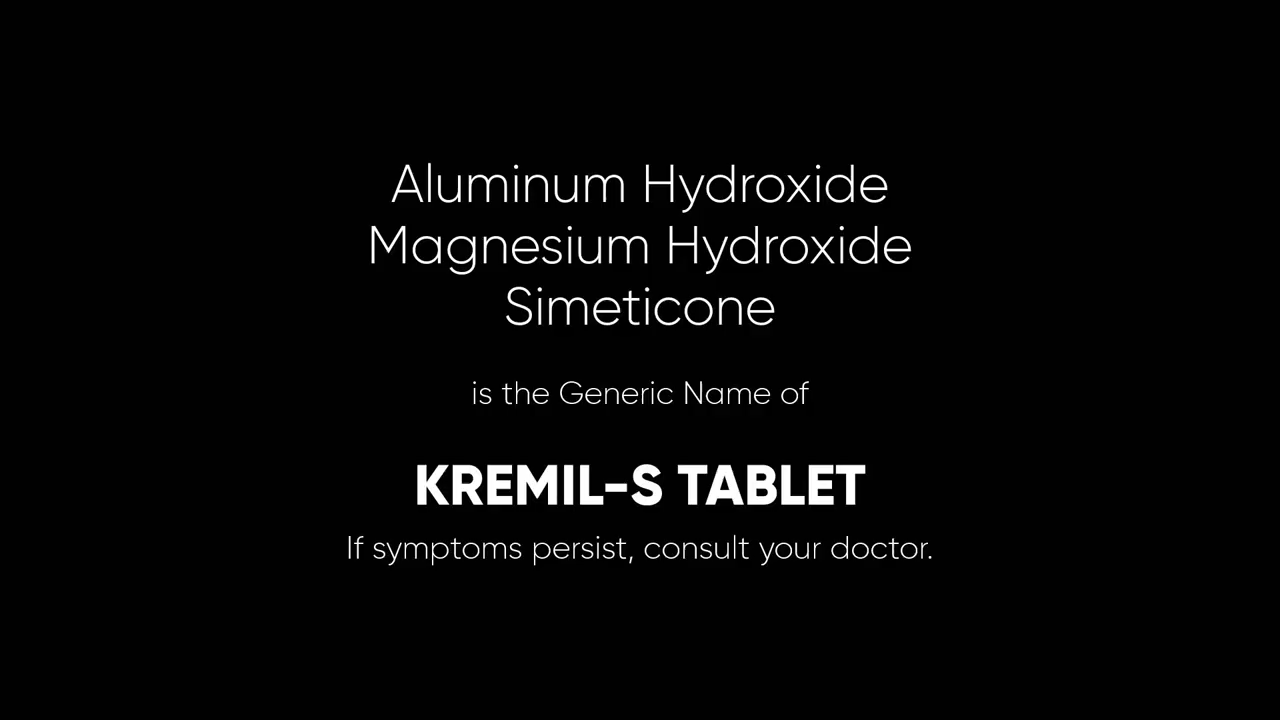 Aluminum Hydroxide
Magnesium Hydroxide
Simeticone
is the Generic Name of
KREMIL-S TABLET
If symptoms persist, consult your doctor.